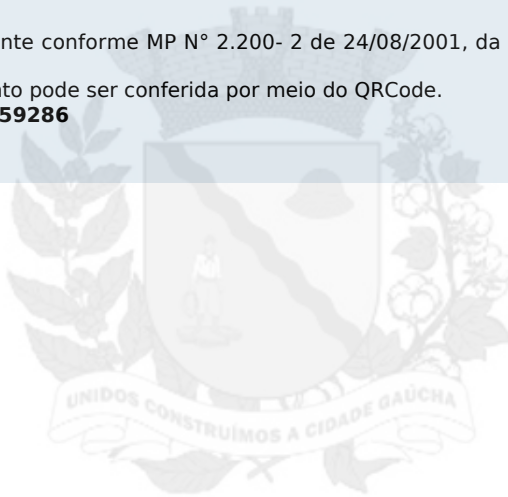 nte conforme MP N° 2.200- 2 de 24/08/2001, da
to pode ser conferida por meio do QRCode.
59286
UNIDOS CONSTRUÍMOS A CIDADE GAÚCHA